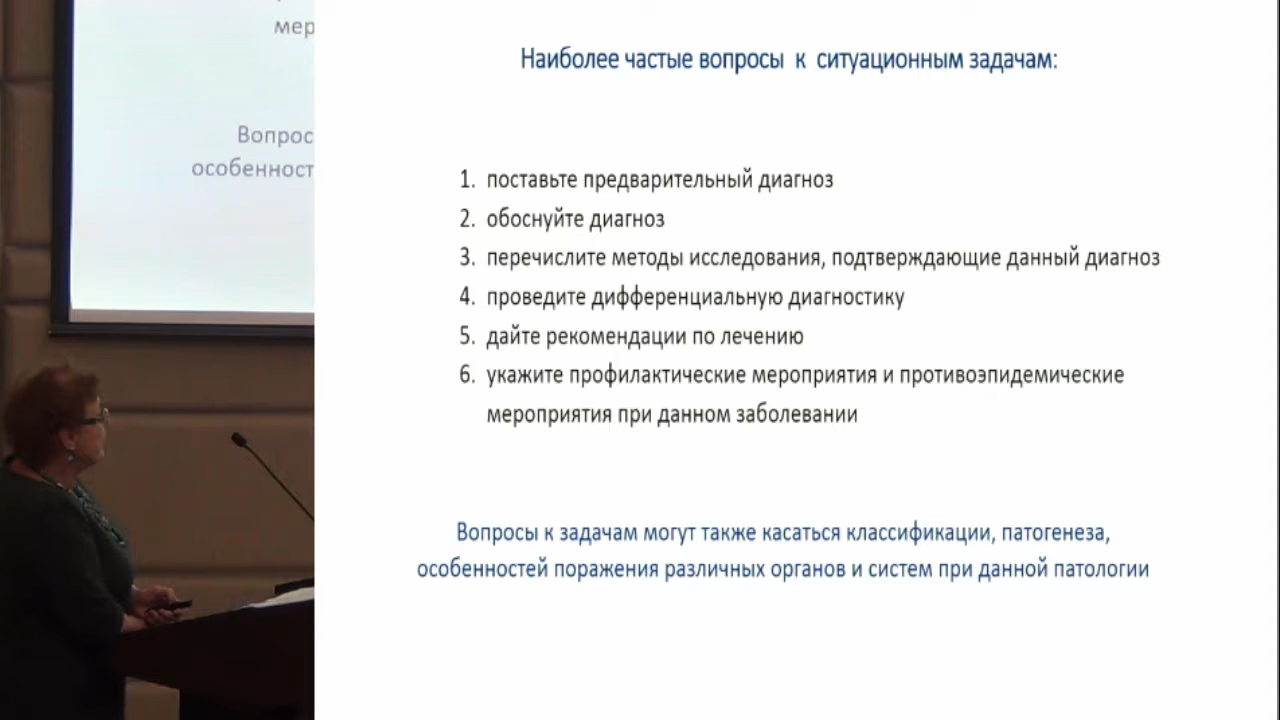 мер
Вопрос
особенност
Наиболее частые вопросы к ситуационным задачам:
1. поставьте предварительный диагноз
2. обоснуйте диагноз
3. перечислите методы исследования, подтверждающие данный диагноз
4. проведите дифференциальную диагностику
5. дайте рекомендации по лечению
6. укажите профилактические мероприятия и противоэпидемические
мероприятия при данном заболевании
Вопросы к задачам могут также касаться классификации, патогенеза,
особенностей поражения различных органов и систем при данной патологии